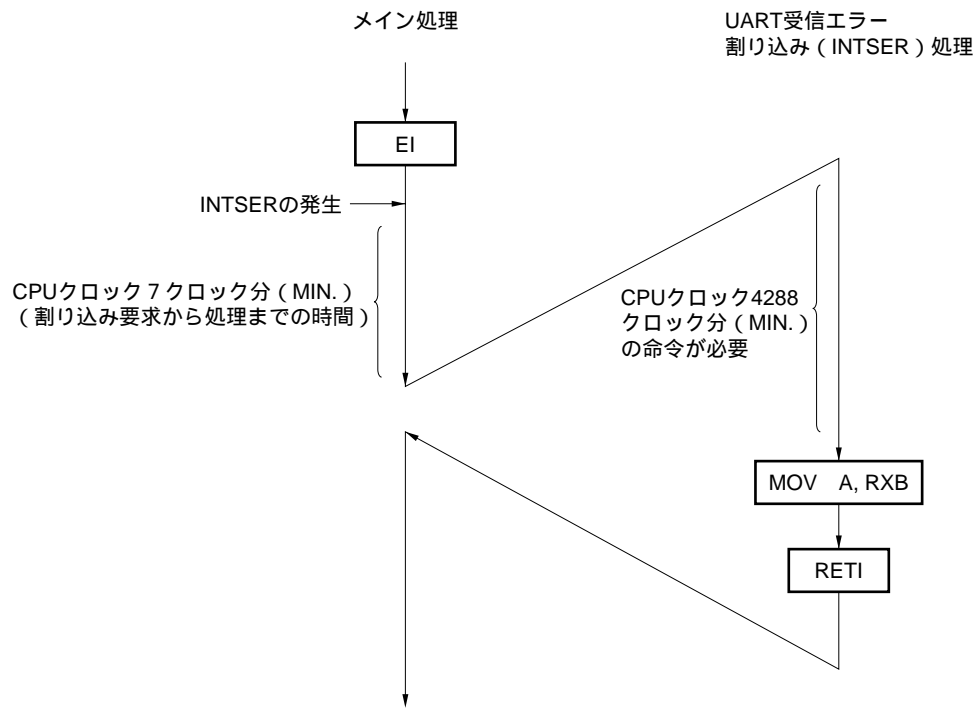 メイン処理
UART受信エラー
割り込み（INTSER）処理
EI
INTSERの発生
CPUクロック７クロック分（MIN.）
（割り込み要求から処理までの時間）
CPUクロック4288
クロック分（MIN.）
の命令が必要
MOV　A, RXB
RETI